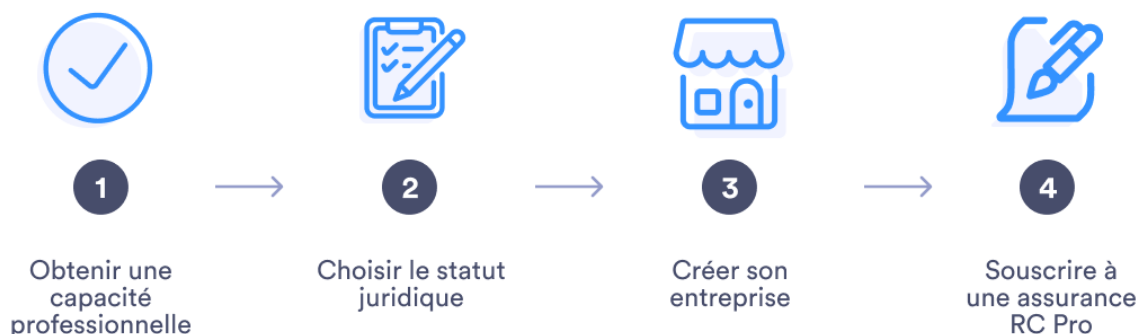 1
2
3
4
Obtenir une
capacité
professionnelle
Choisir le statut
juridique
Créer son
entreprise
Souscrire à
une assurance
RC Pro